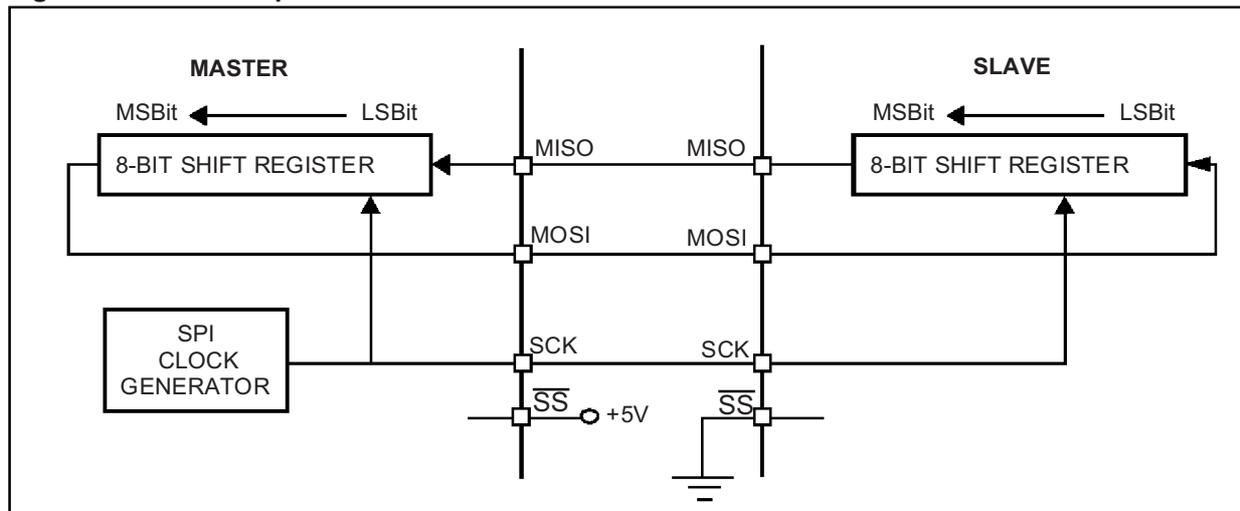 MASTER
SLAVE
MSBit LSBit
MSBit LSBit
8-BIT SHIFT REGISTER
8-BIT SHIFT REGISTER
MISO MISO
MOSI MOSI
SPI
CLOCK
GENERATOR
SCK SCK
SS +5V
SS